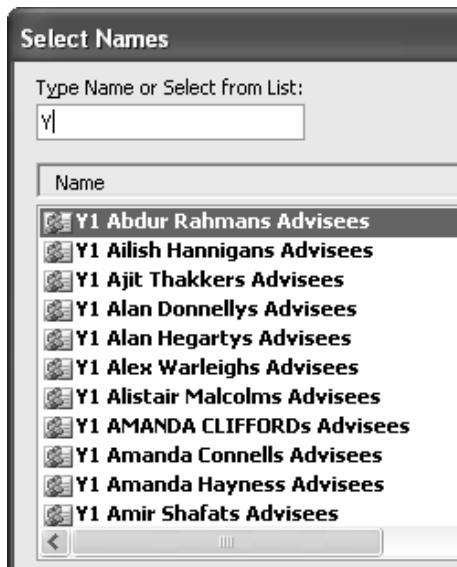 Select Names
Type Name or Select from List:
Y
Name
Y1 Abdur Rahmans Advisees
Y1 Ailish Hannigans Advisees
Y1 Ajit Thakkers Advisees
Y1 Alan Donnellys Advisees
Y1 Alan Hegartys Advisees
Y1 Alex Warleighs Advisees
Y1 Alistair Malcolms Advisees
Y1 AMANDA CLIFFORDs Advisees
Y1 Amanda Connells Advisees
Y1 Amanda Hayness Advisees
Y1 Amir Shafats Advisees